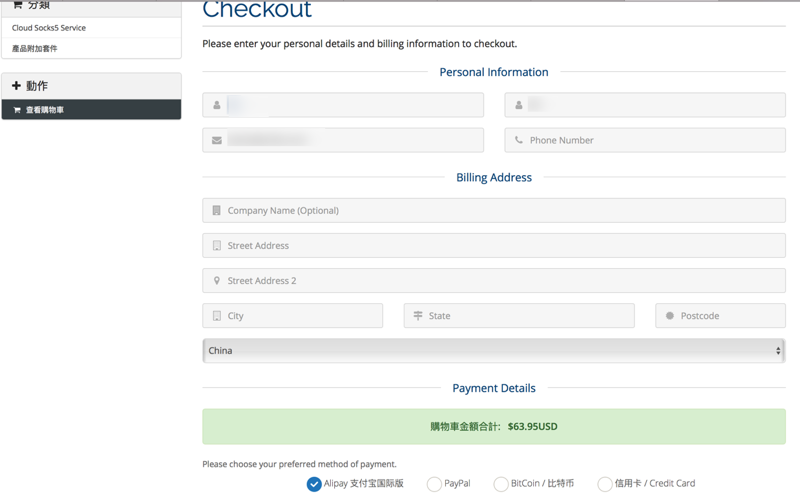 分類
Cloud Socks5 Service
產品附加套件
動作
查看購物車
Checkout
Please enter your personal details and billing information to checkout.
Personal Information
Phone Number
Billing Address
Company Name (Optional)
Street Address
Street Address 2
City State Postcode
China
Payment Details
購物車金額合計: $63.95USD
Please choose your preferred method of payment.
Alipay 支付宝国际版 PayPal BitCoin / 比特币 信用卡 / Credit Card